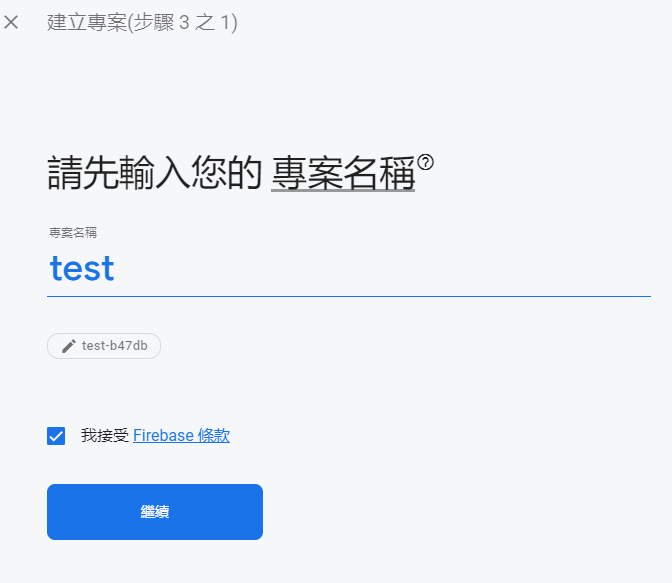 建立專案(步驟 3 之 1)
請先輸入您的 專案名稱
專案名稱
test
test-b47db
我接受 Firebase 條款
繼續